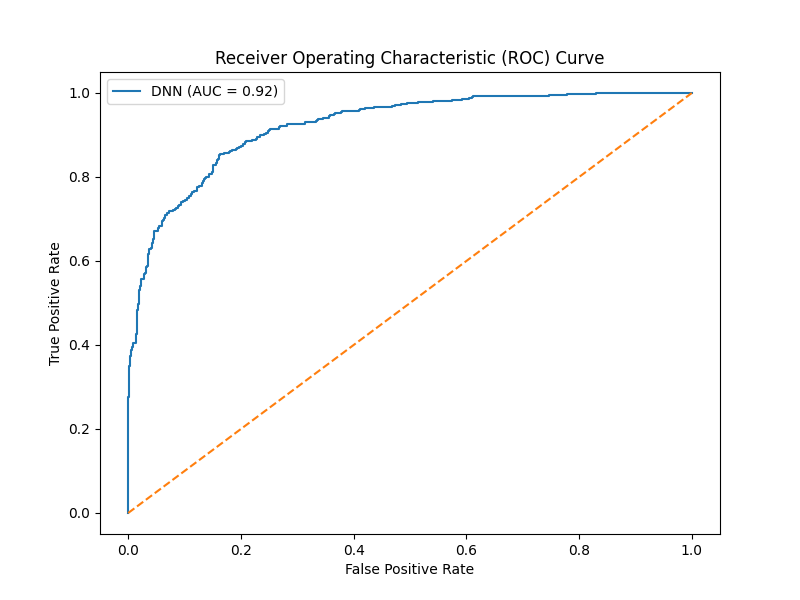 Receiver Operating Characteristic (ROC) Curve
DNN (AUC = 0.92)
1.0
0.8
0.6
0.4
0.2
0.0
True Positive Rate
0.0 0.2 0.4 0.6 0.8 1.0
False Positive Rate